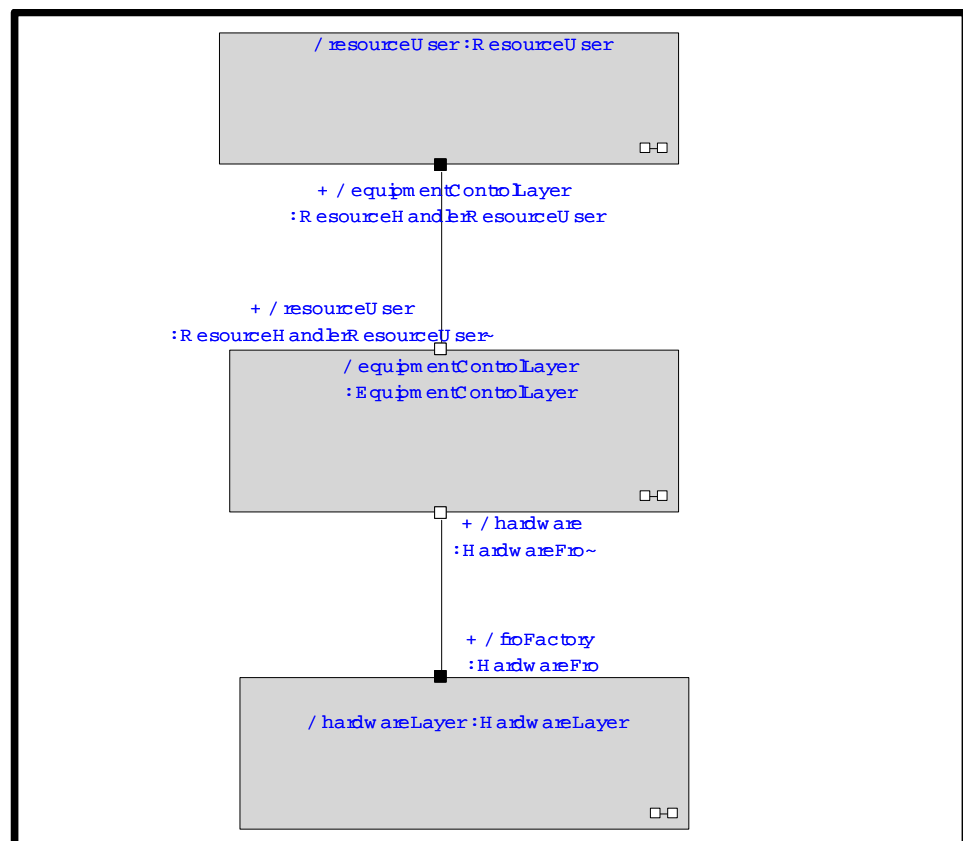 / resourceUser:ResourceUser
+ / equipmentControlLayer
:ResourceHandlerResourceUser
+ / resourceUser
:ResourceHandlerResourceUser~
/ equipmentControlLayer
:EquipmentControlLayer
+ / hardware
:HardwareFro~
+ / froFactory
:HardwareFro
/ hardwareLayer:HardwareLayer